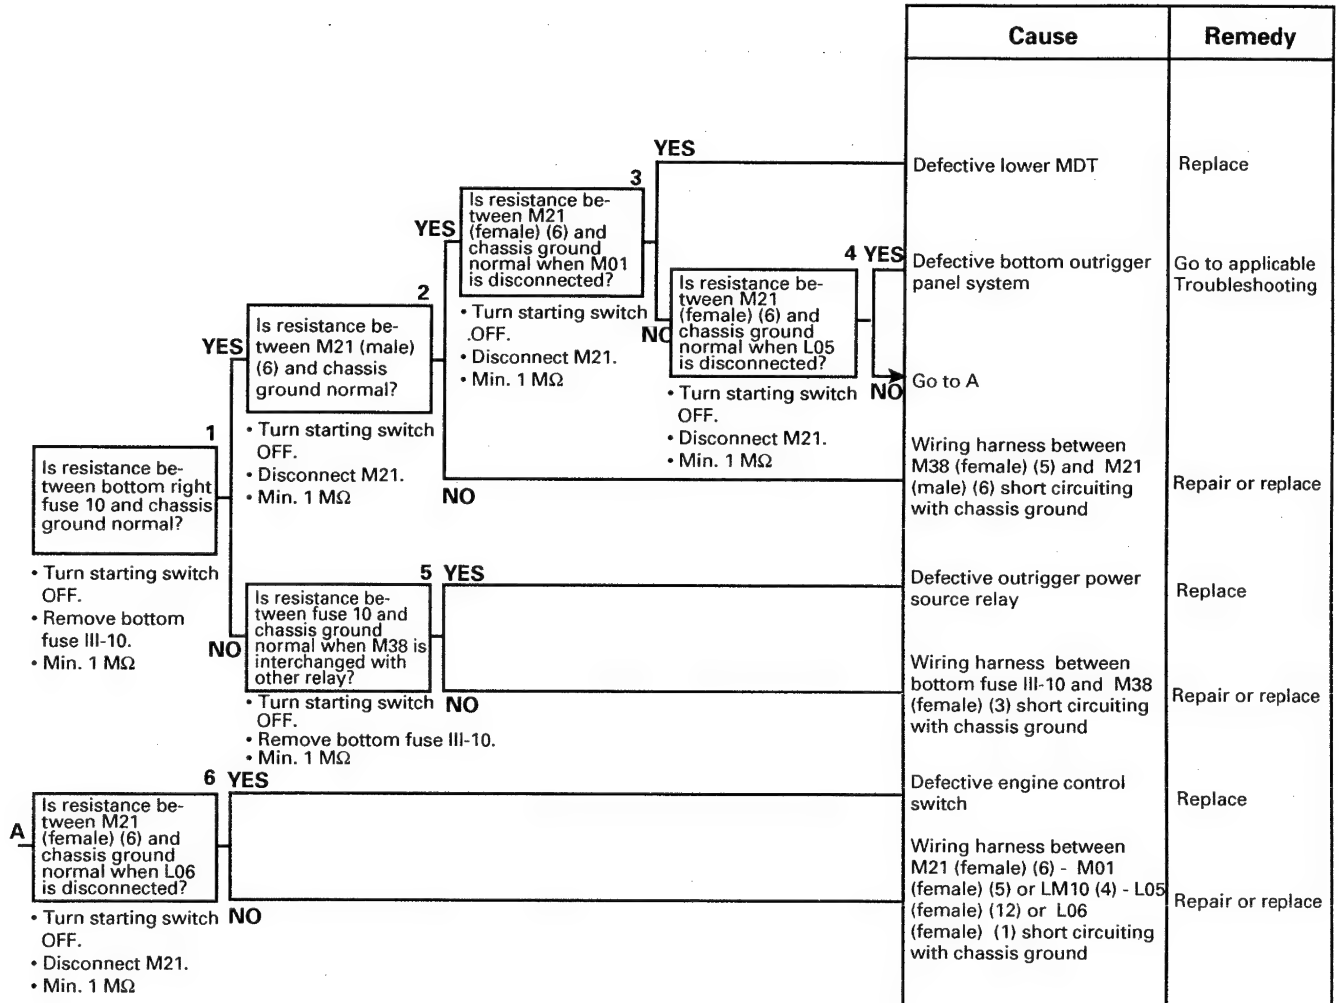 Cause
Remedy
YES
Defective lower MDT
Replace
3
Is resistance be-
tween M21
(female) (6) and
chassis ground
normal when M01
is disconnected?
YES
• Turn starting switch
.OFF.
• Disconnect M21.
• Min. 1 MΩ
NO
4 YES
Defective bottom outrigger
panel system
Go to applicable
Troubleshooting
Is resistance be-
tween M21
(female) (6) and
chassis ground
normal when L05
is disconnected?
NO
Go to A
• Turn starting switch
OFF.
• Disconnect M21.
• Min. 1 MΩ
2
Is resistance be-
tween M21 (male)
(6) and chassis
ground normal?
YES
• Turn starting switch
OFF.
• Disconnect M21.
• Min. 1 MΩ
NO
Wiring harness between
M38 (female) (5) and M21
(male) (6) short circuiting
with chassis ground
Repair or replace
1
Is resistance be-
tween bottom right
fuse 10 and chassis
ground normal?
• Turn starting switch
OFF.
• Remove bottom
fuse III-10.
• Min. 1 MΩ
NO
5 YES
Is resistance be-
tween fuse 10 and
chassis ground
normal when M38 is
interchanged with
other relay?
Defective outrigger power
source relay
Replace
• Turn starting switch
OFF.
• Remove bottom fuse III-10.
• Min. 1 MΩ
NO
Wiring harness between
bottom fuse III-10 and M38
(female) (3) short circuiting
with chassis ground
Repair or replace
6 YES
A
Is resistance be-
tween M21
(female) (6) and
chassis ground
normal when L06
is disconnected?
Defective engine control
switch
Replace
• Turn starting switch
OFF.
• Disconnect M21.
• Min. 1 MΩ
NO
Wiring harness between
M21 (female) (6) - M01
(female) (5) or LM10 (4) - L05
(female) (12) or L06
(female) (1) short circuiting
with chassis ground
Repair or replace